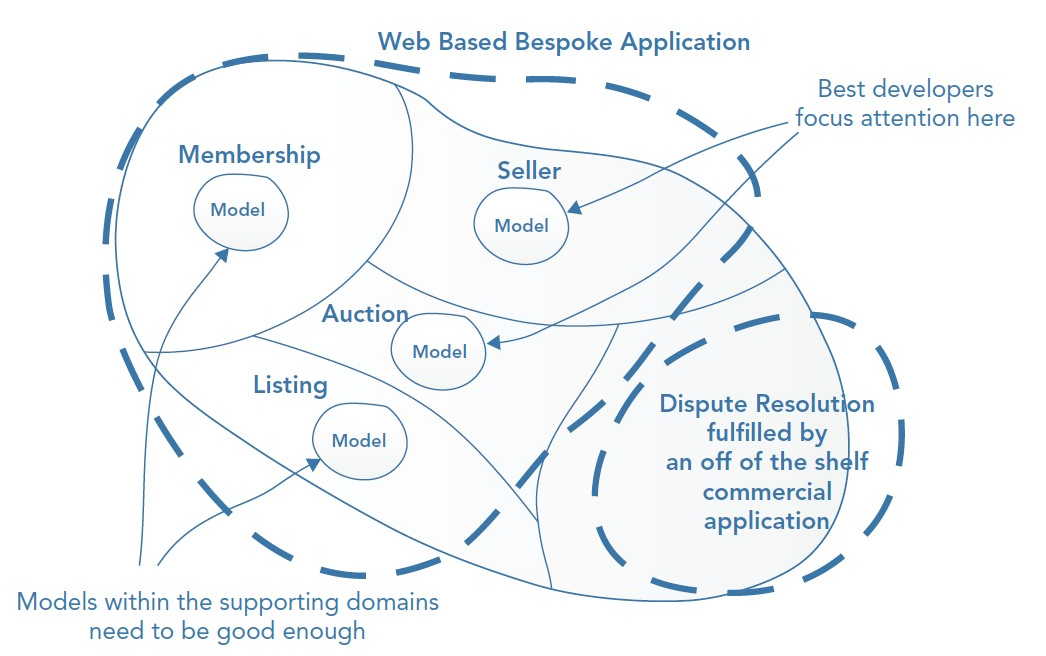 Web Based Bespoke Application
Best developers
focus attention here
Membership
Model
Seller
Model
Auction
Model
Listing
Model
Dispute Resolution
fulfilled by
an off of the shelf
commercial
application
Models within the supporting domains
need to be good enough